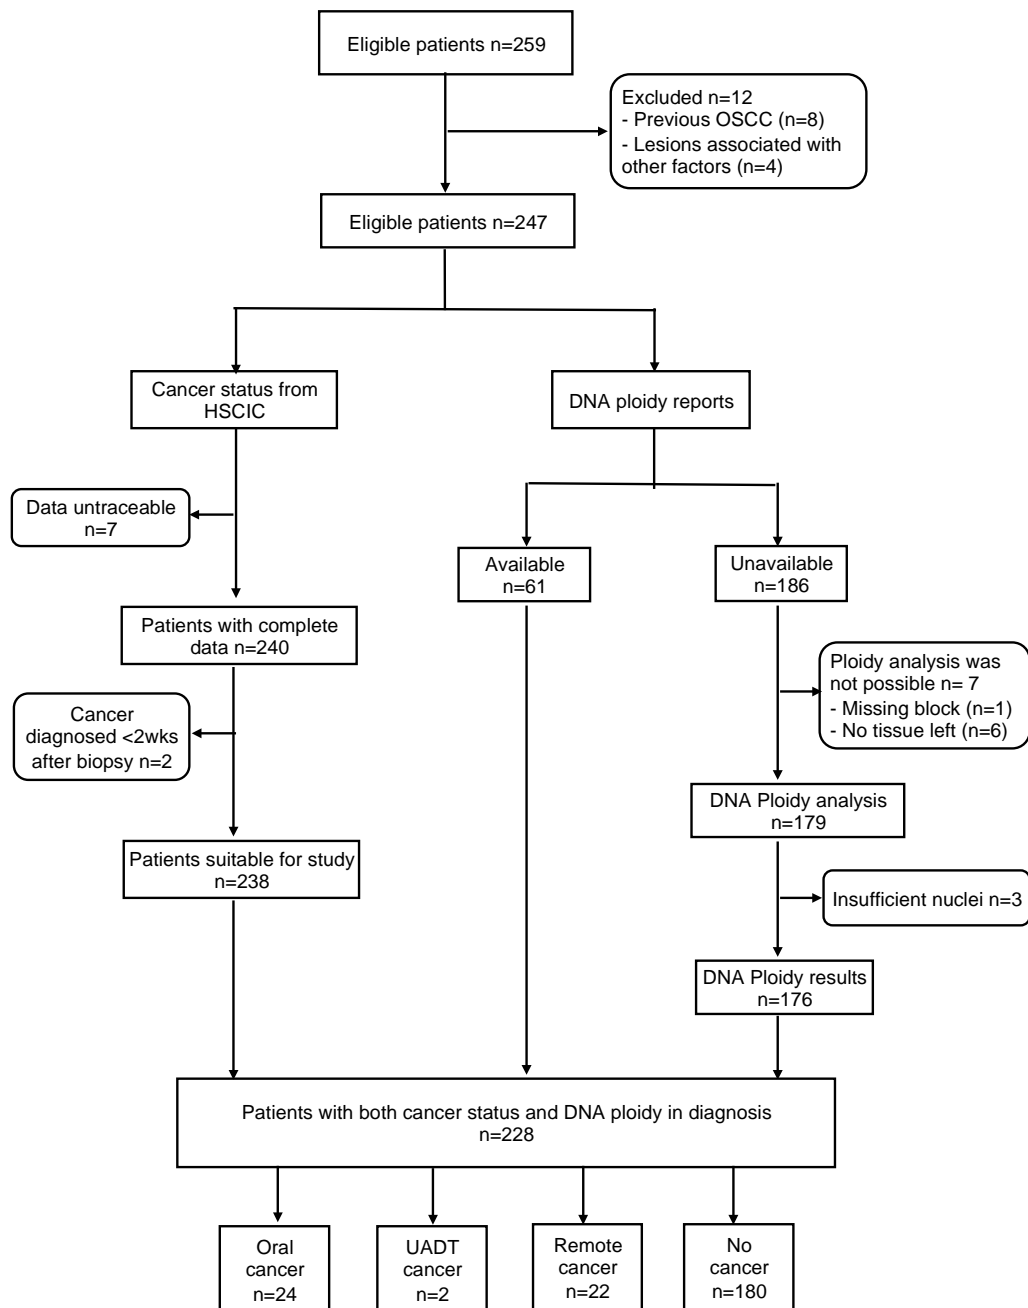 Eligible patients n=259
Excluded n=12
- Previous OSCC (n=8)
- Lesions associated with
other factors (n=4)
Eligible patients n=247
Cancer status from
HSCIC
DNA ploidy reports
Data untraceable
n=7
Available
n=61
Unavailable
n=186
Patients with complete
data n=240
Ploidy analysis was
not possible n= 7
- Missing block (n=1)
- No tissue left (n=6)
Cancer
diagnosed <2wks
after biopsy n=2
DNA Ploidy analysis
n=179
Patients suitable for study
n=238
Insufficient nuclei n=3
DNA Ploidy results
n=176
Patients with both cancer status and DNA ploidy in diagnosis
n=228
Oral
cancer
n=24
UADT
cancer
n=2
Remote
cancer
n=22
No
cancer
n=180